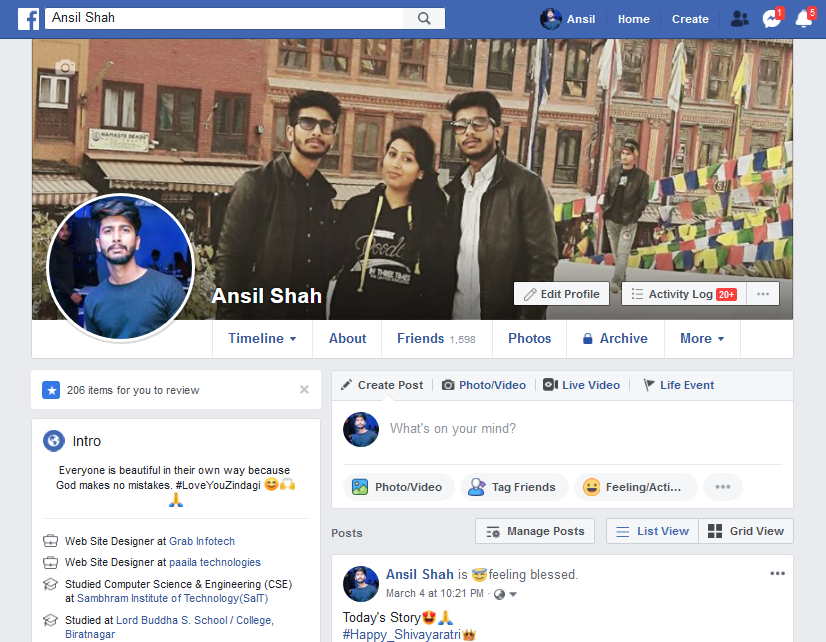 Ansil Shah
Ansil
Home
Create
1
5
NAMASTE BEADS
Ansil Shah
Edit Profile
Activity Log 20+
Timeline
About
Friends 1,598
Photos
Archive
More
206 items for you to review
Create Post
Photo/Video
Live Video
Life Event
Intro
What's on your mind?
Everyone is beautiful in their own way because
God makes no mistakes. #LoveYouZindagi 😊🙌
🙏
Photo/Video
Tag Friends
Feeling/Acti...
Web Site Designer at Grab Infotech
Web Site Designer at paaila technologies
Studied Computer Science & Engineering (CSE)
at Sambhram Institute of Technology(SaIT)
Studied at Lord Buddha S. School / College,
Biratnagar
Posts
Manage Posts
List View
Grid View
Ansil Shah is 😇 feeling blessed.
March 4 at 10:21 PM ·
Today's Story😍🙏
#Happy_Shivayaratri👑